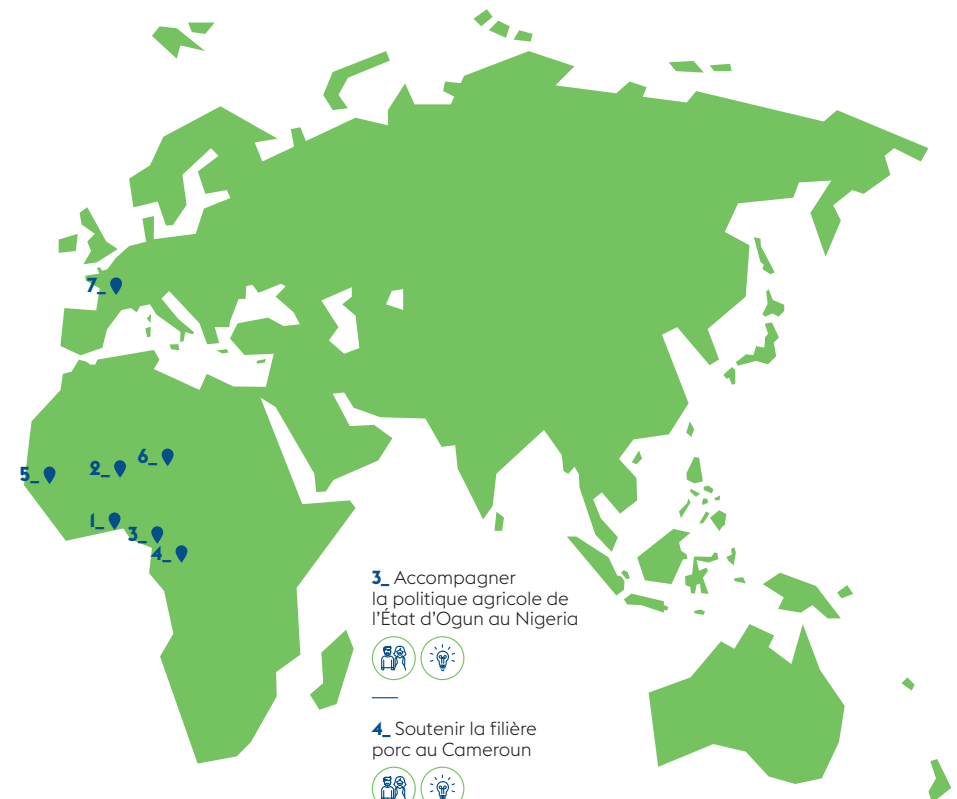 7_
6_
2_
5_
1_
3_
4_
3_ Accompagner
la politique agricole de
l'État d'Ogun au Nigeria
4_ Soutenir la filière
porc au Cameroun